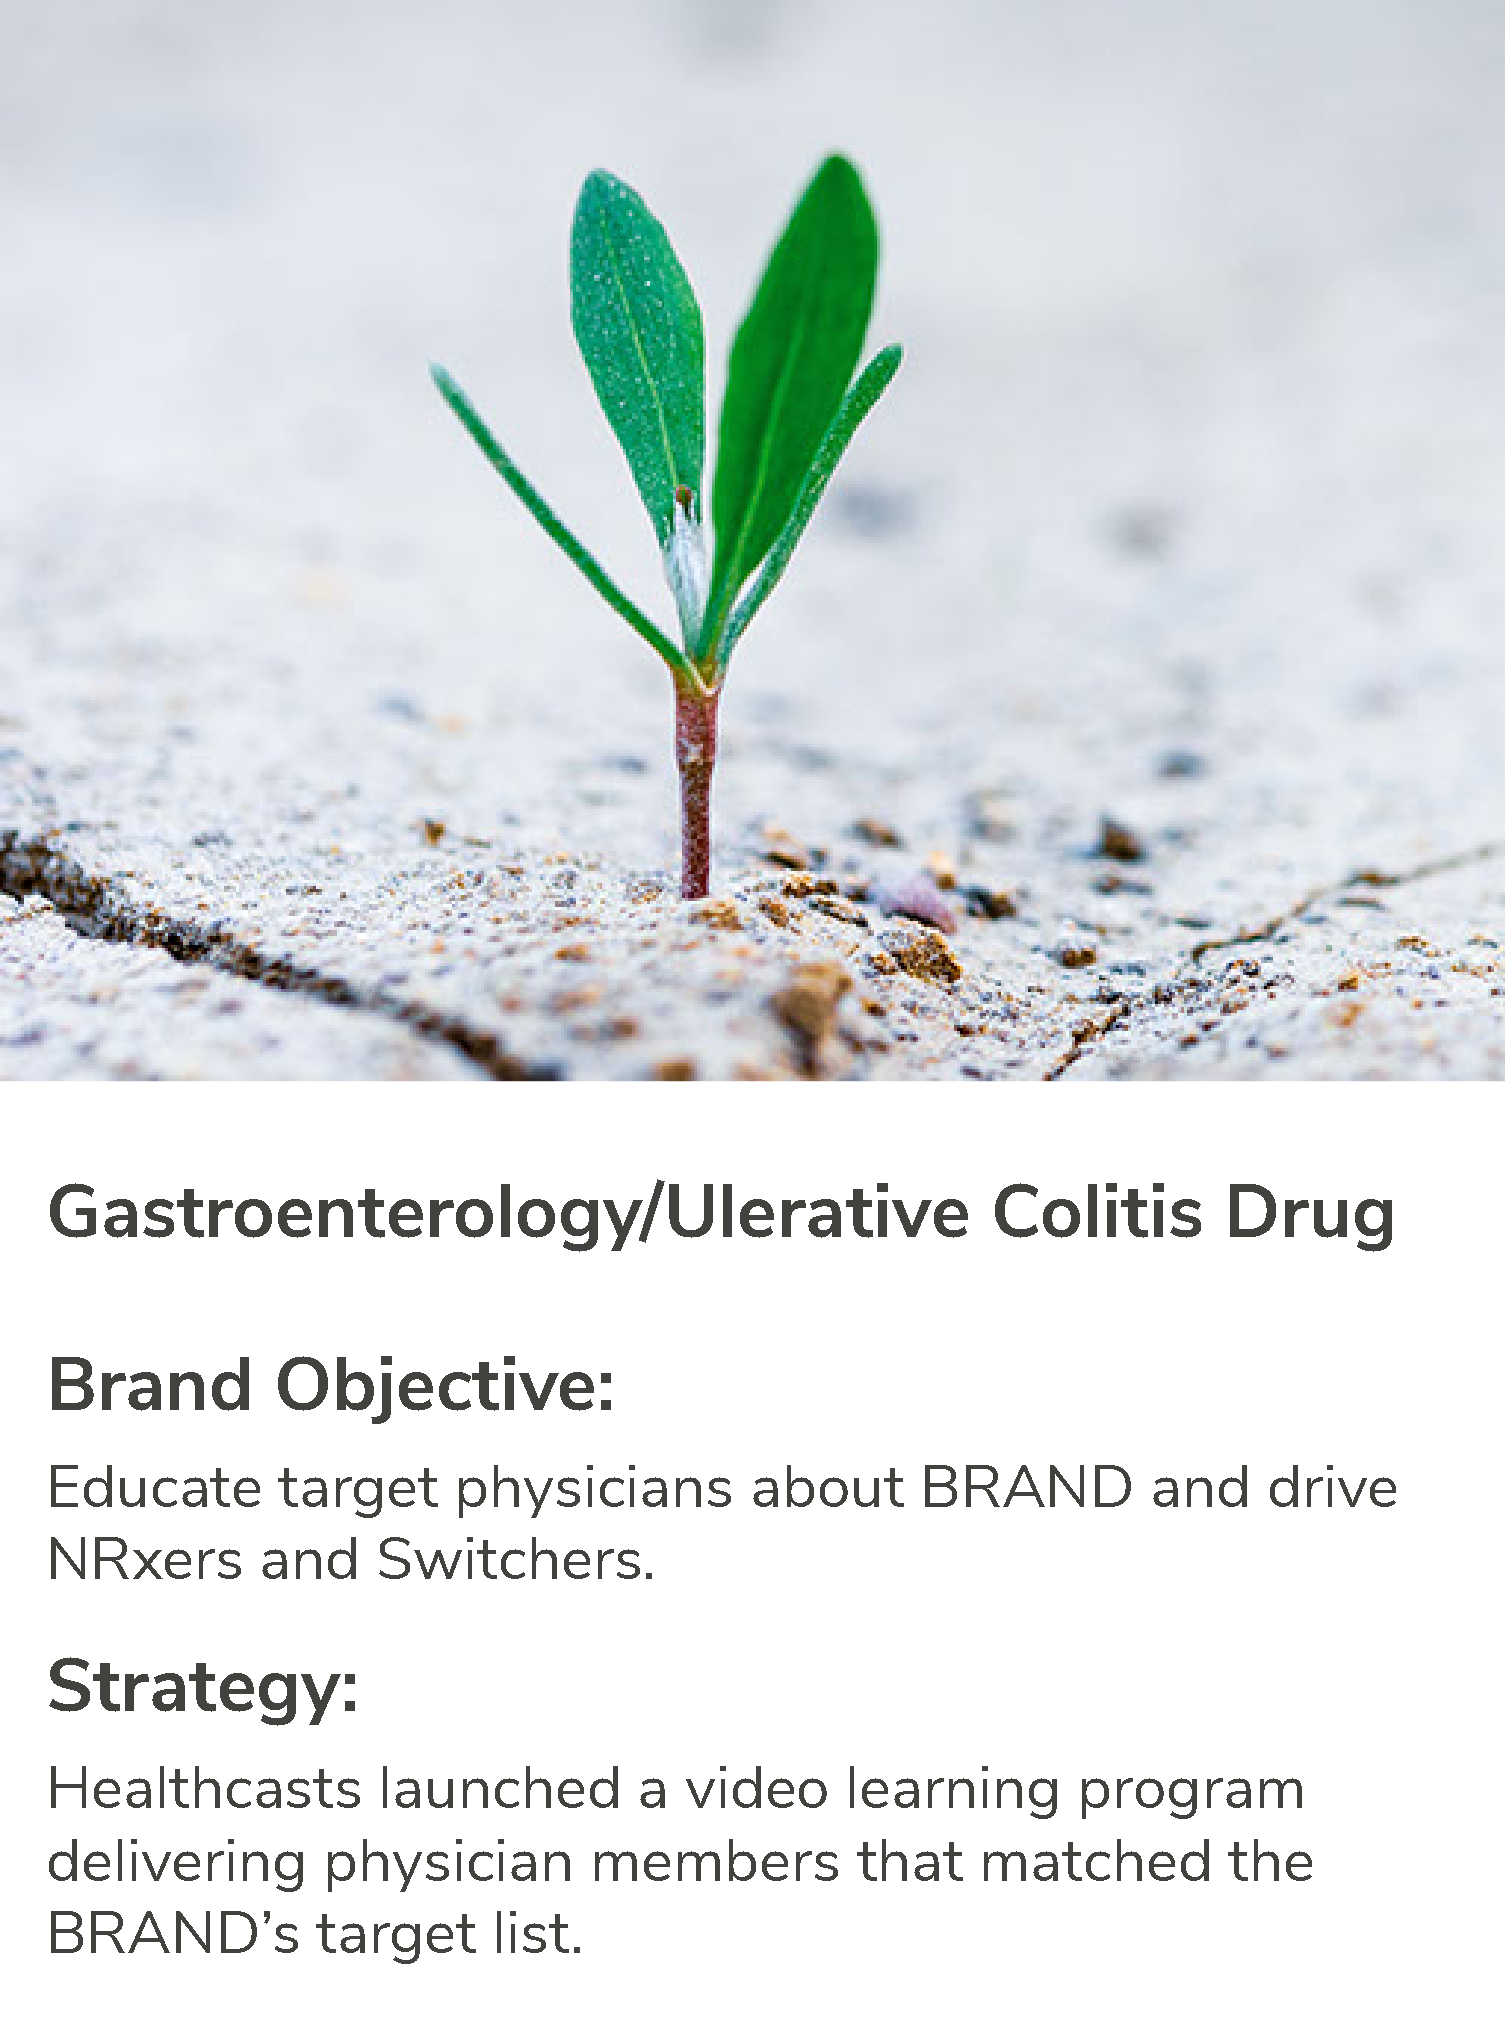 Gastroenterology/Ulerative Colitis Drug
Brand Objective:
Educate target physicians about BRAND and drive
NRxers and Switchers.
Strategy:
Healthcasts launched a video learning program
delivering physician members that matched the
BRAND’s target list.